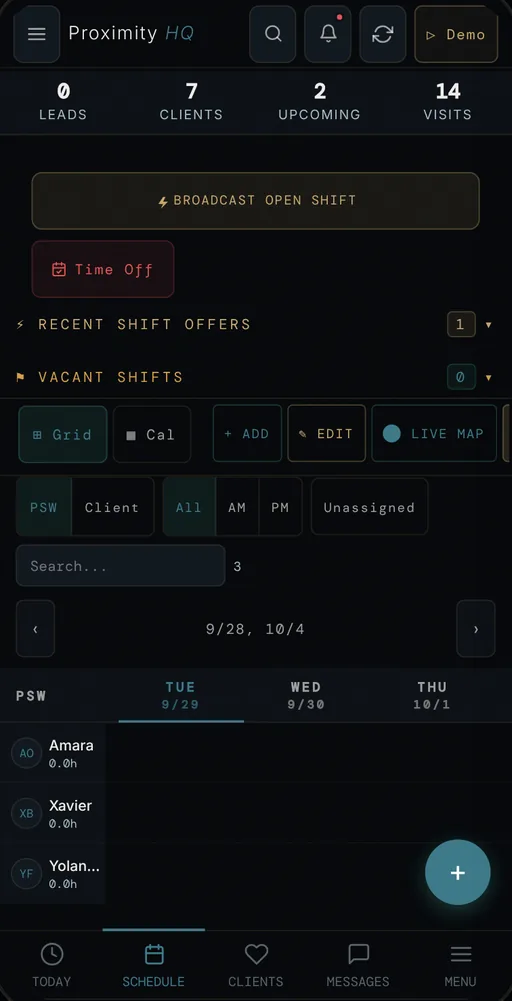 Proximity HQ
▷ Demo
0 7 2 14
LEADS CLIENTS UPCOMING VISITS
⚡BROADCAST OPEN SHIFT
Time Off
⚡ RECENT SHIFT OFFERS 1 ▾
⚑ VACANT SHIFTS 0 ▾
⊞ Grid ▦ Cal + ADD ✎ EDIT LIVE MAP
PSW Client All AM PM Unassigned
Search... 3
‹ 9/28, 10/4 ›
PSW TUE WED THU
9/29 9/30 10/1
AO Amara
0.0h
XB Xavier
0.0h
YF Yolan...
0.0h
+
TODAY SCHEDULE CLIENTS MESSAGES MENU